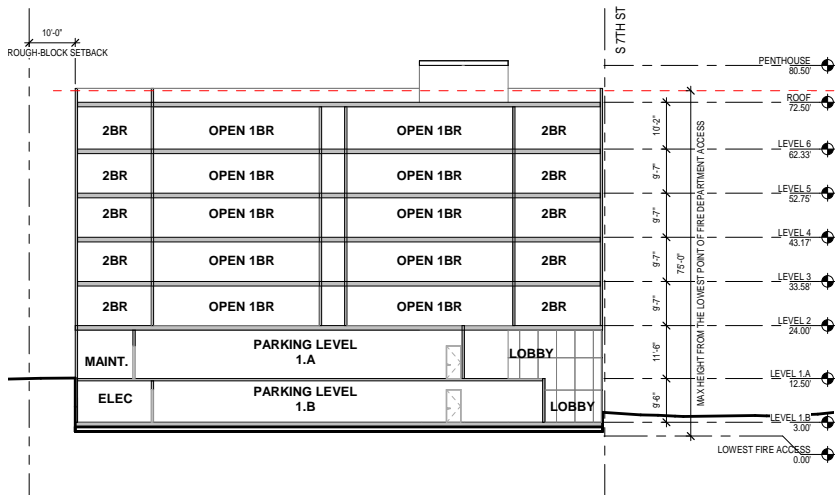 10'-0"
ROUGH-BLOCK SETBACK
S 7TH ST
PENTHOUSE
80.50'
ROOF
72.50'
10'-2"
2BR OPEN 1BR OPEN 1BR 2BR
LEVEL 6
62.33'
9'-7"
2BR OPEN 1BR OPEN 1BR 2BR
LEVEL 5
52.75'
9'-7"
2BR OPEN 1BR OPEN 1BR 2BR
LEVEL 4
43.17'
9'-7"
2BR OPEN 1BR OPEN 1BR 2BR
LEVEL 3
33.58'
9'-7"
2BR OPEN 1BR OPEN 1BR 2BR
LEVEL 2
24.00'
75'-0"
MAX HEIGHT FROM THE LOWEST POINT OF FIRE DEPARTMENT ACCESS
11'-6"
MAINT.
PARKING LEVEL
1.A
LOBBY
LEVEL 1.A
12.50'
9'-6"
ELEC
PARKING LEVEL
1.B
LOBBY
LEVEL 1.B
3.00'
LOWEST FIRE ACCESS
0.00'